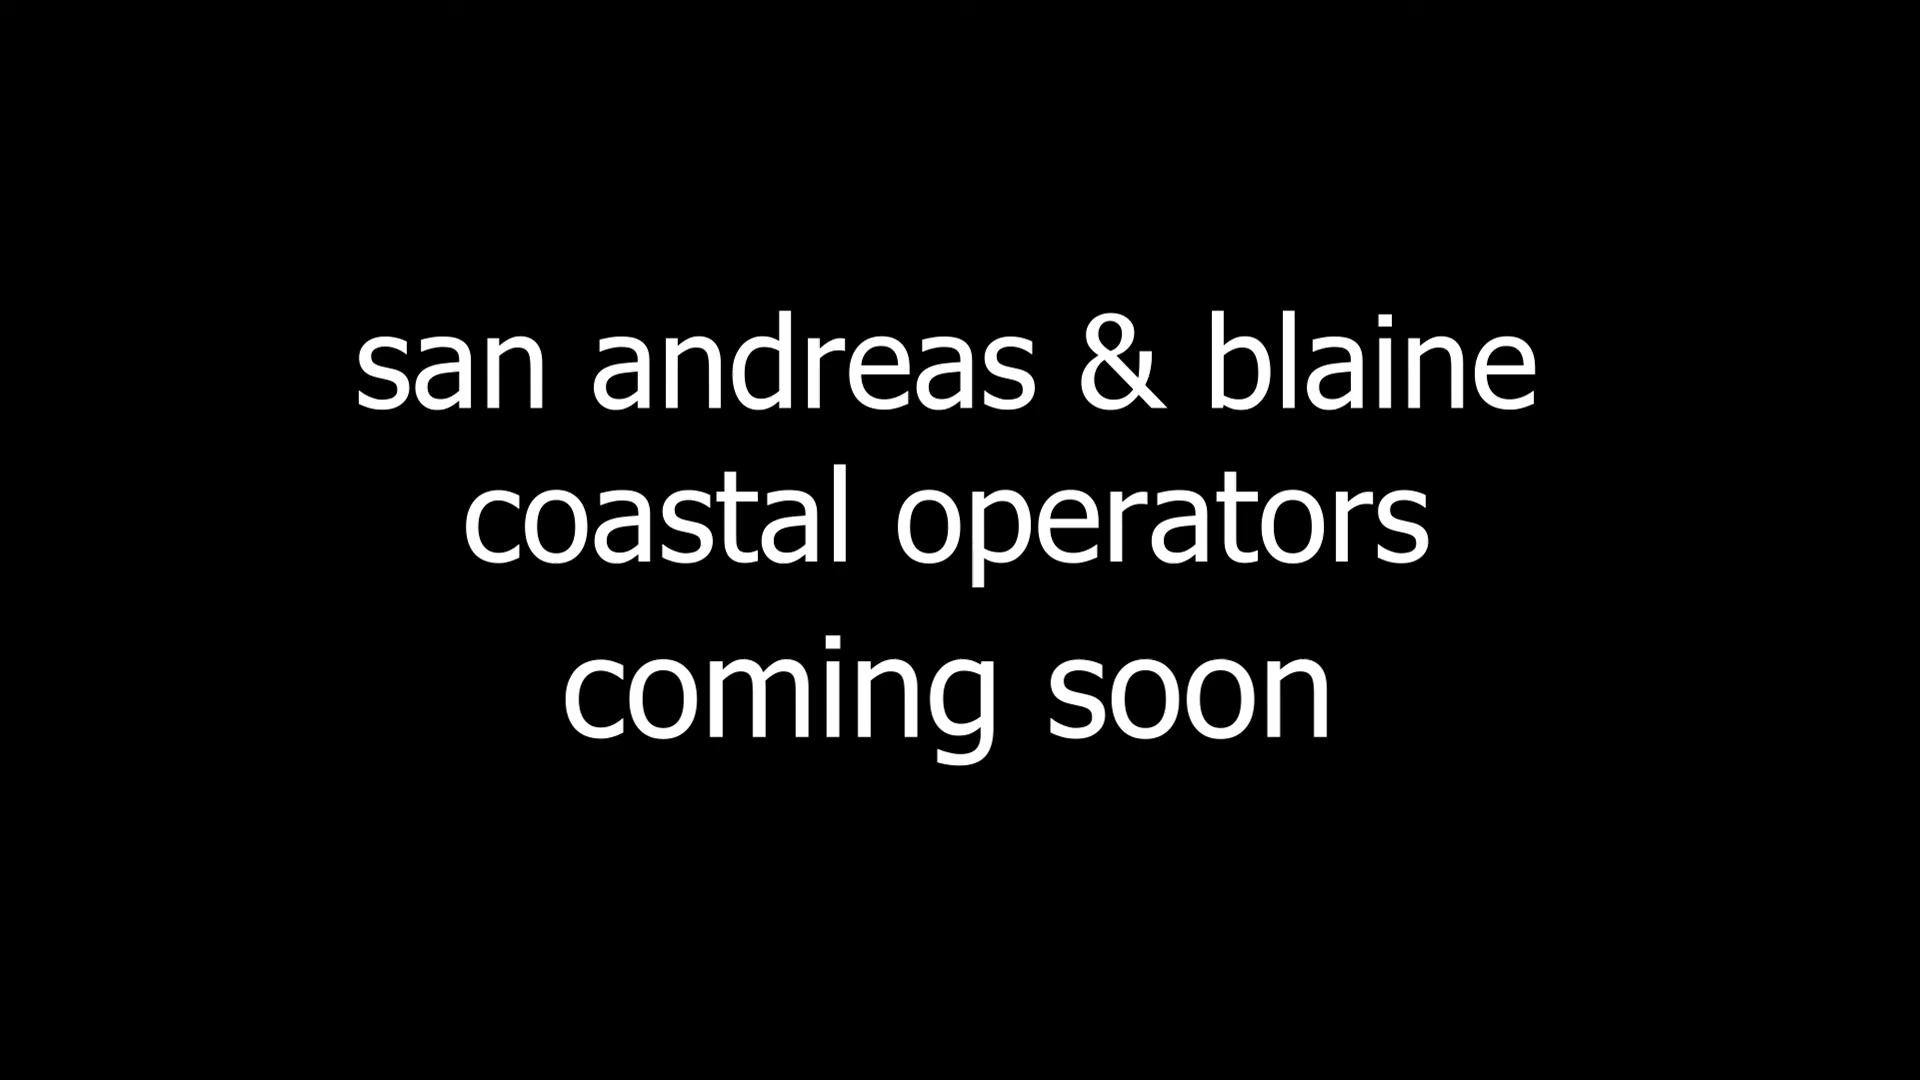 san andreas & blaine
coastal operators
coming soon